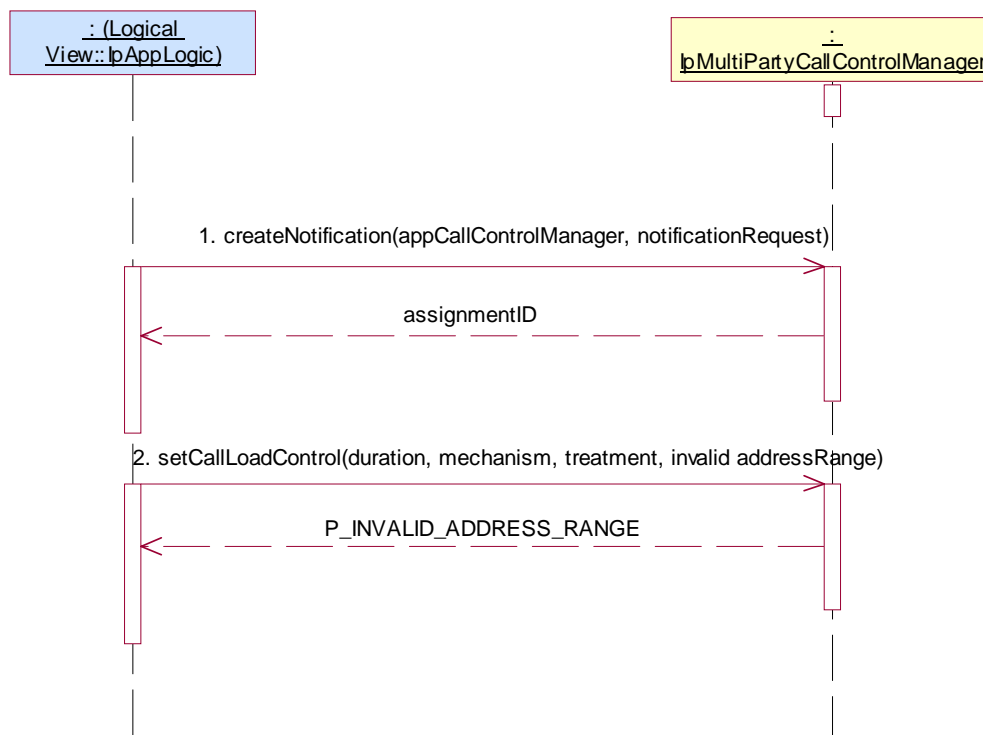 : (Logical
View::IpAppLogic)
:
IpMultiPartyCallControlManager
1. createNotification(appCallControlManager, notificationRequest)
assignmentID
2. setCallLoadControl(duration, mechanism, treatment, invalid addressRange)
P_INVALID_ADDRESS_RANGE